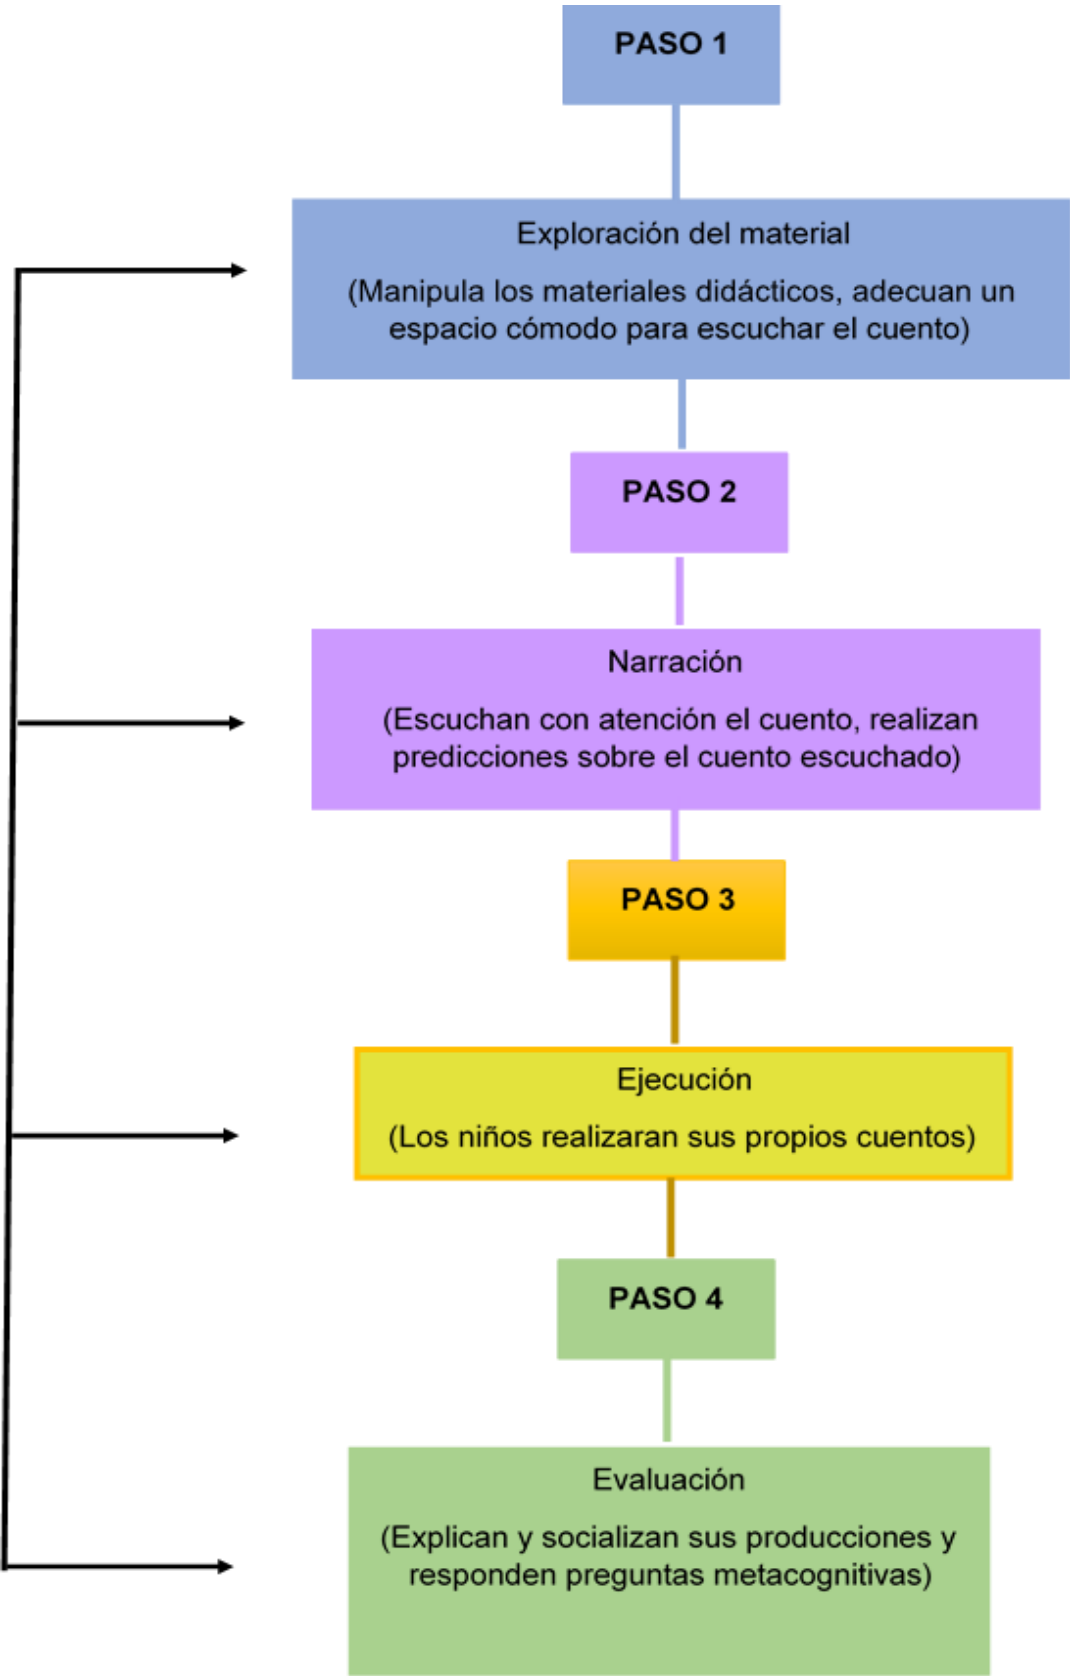 PASO 1
Exploración del material
(Manipula los materiales didácticos, adecuan un
espacio cómodo para escuchar el cuento)
PASO 2
Narración
(Escuchan con atención el cuento, realizan
predicciones sobre el cuento escuchado)
PASO 3
Ejecución
(Los niños realizaran sus propios cuentos)
PASO 4
Evaluación
(Explican y socializan sus producciones y
responden preguntas metacognitivas)